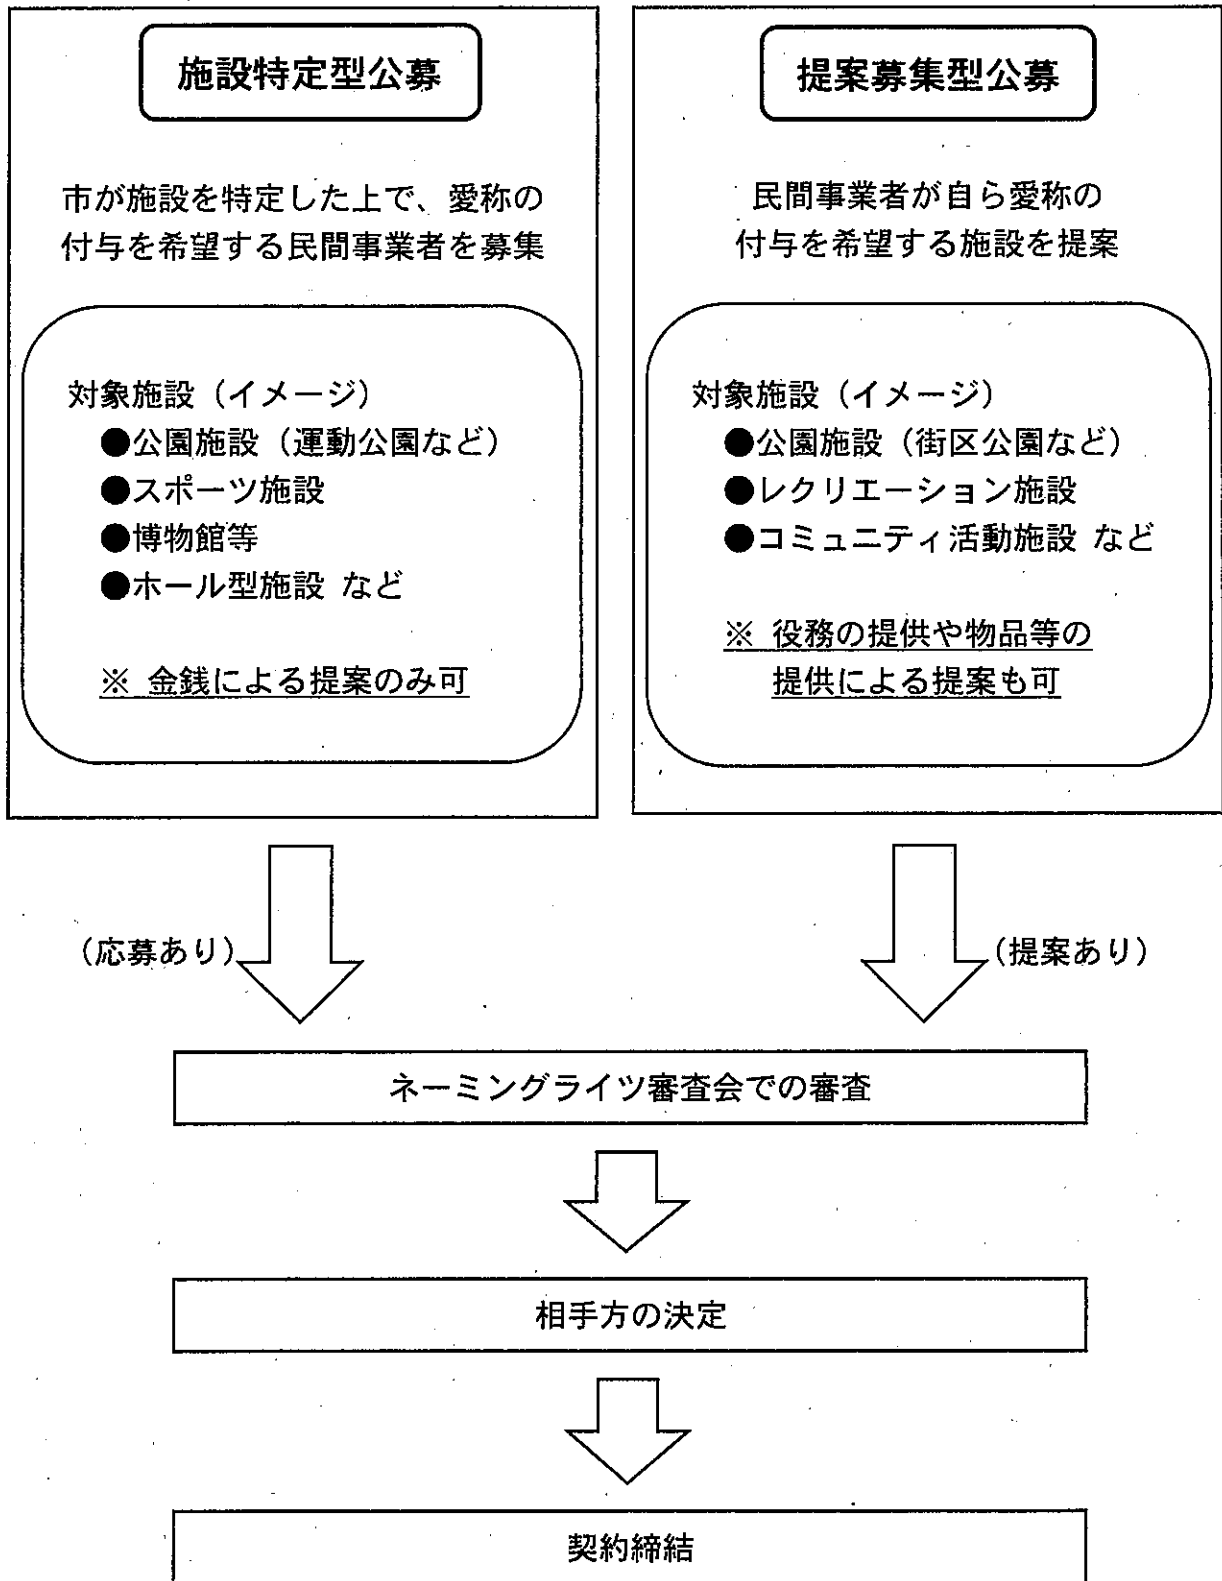 施設特定型公募
市が施設を特定した上で、愛称の
付与を希望する民間事業者を募集
対象施設（イメージ）
●公園施設（運動公園など）
●スポーツ施設
●博物館等
●ホール型施設 など
※ 金銭による提案のみ可
提案募集型公募
民間事業者が自ら愛称の
付与を希望する施設を提案
対象施設（イメージ）
●公園施設（街区公園など）
●レクリエーション施設
●コミュニティ活動施設 など
※ 役務の提供や物品等の
提供による提案も可
（応募あり）
（提案あり）
ネーミングライツ審査会での審査
相手方の決定
契約締結